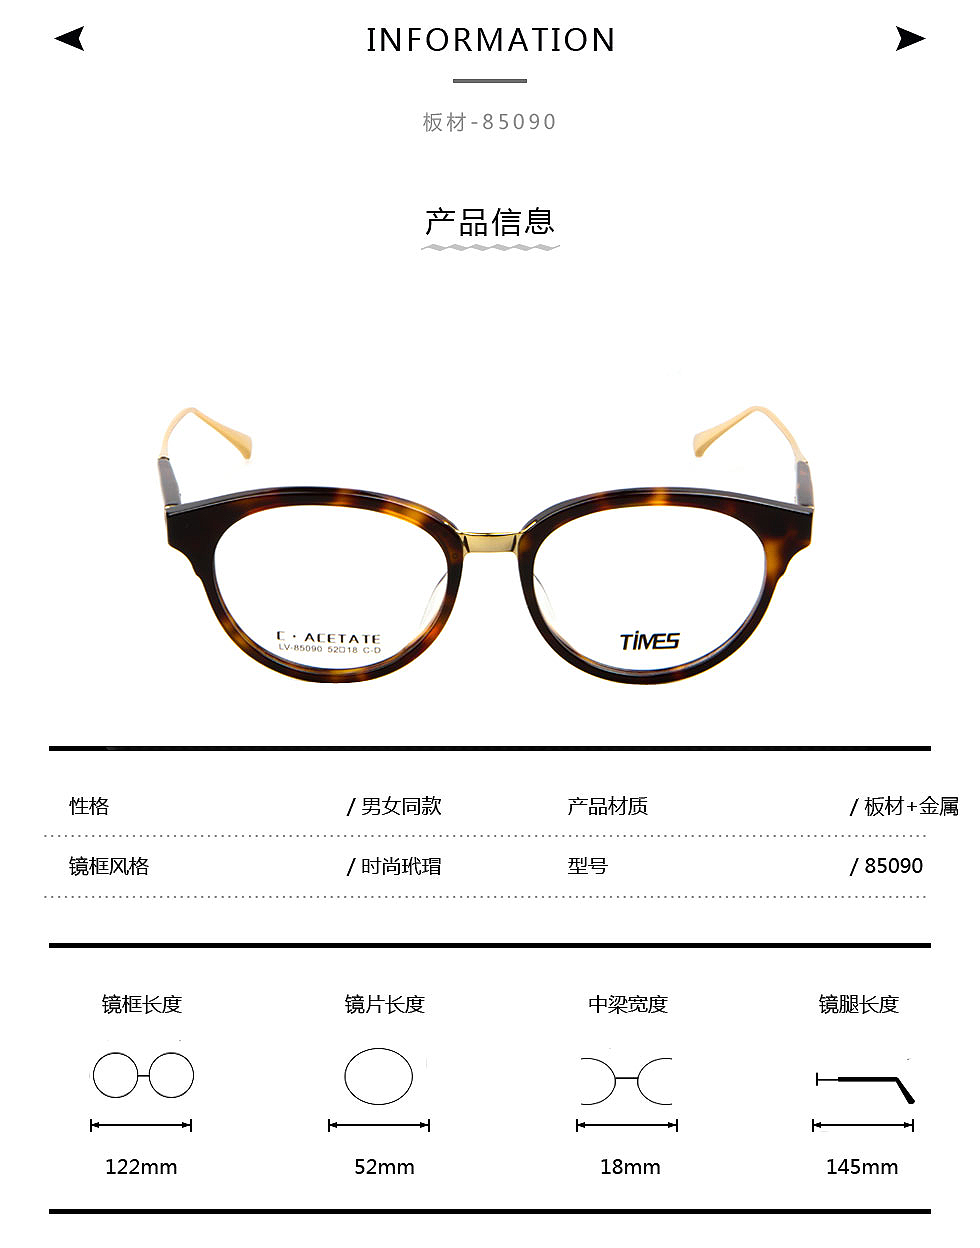 INFORMATION
板材-85090
产品信息
C · ACETATE
LV-85090 52□18 C-D
TiMES
性格 / 男女同款 产品材质 / 板材+金属
镜框风格 / 时尚玳瑁 型号 / 85090
镜框长度 镜片长度 中梁宽度 镜腿长度
122mm 52mm 18mm 145mm